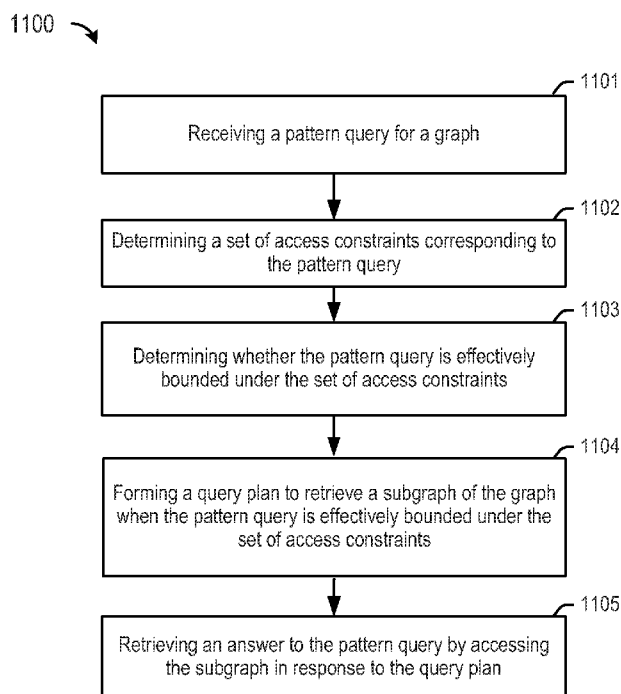 1100
1101
Receiving a pattern query for a graph
1102
Determining a set of access constraints corresponding to
the pattern query
1103
Determining whether the pattern query is effectively
bounded under the set of access constraints
1104
Forming a query plan to retrieve a subgraph of the graph
when the pattern query is effectively bounded under the
set of access constraints
1105
Retrieving an answer to the pattern query by accessing
the subgraph in response to the query plan